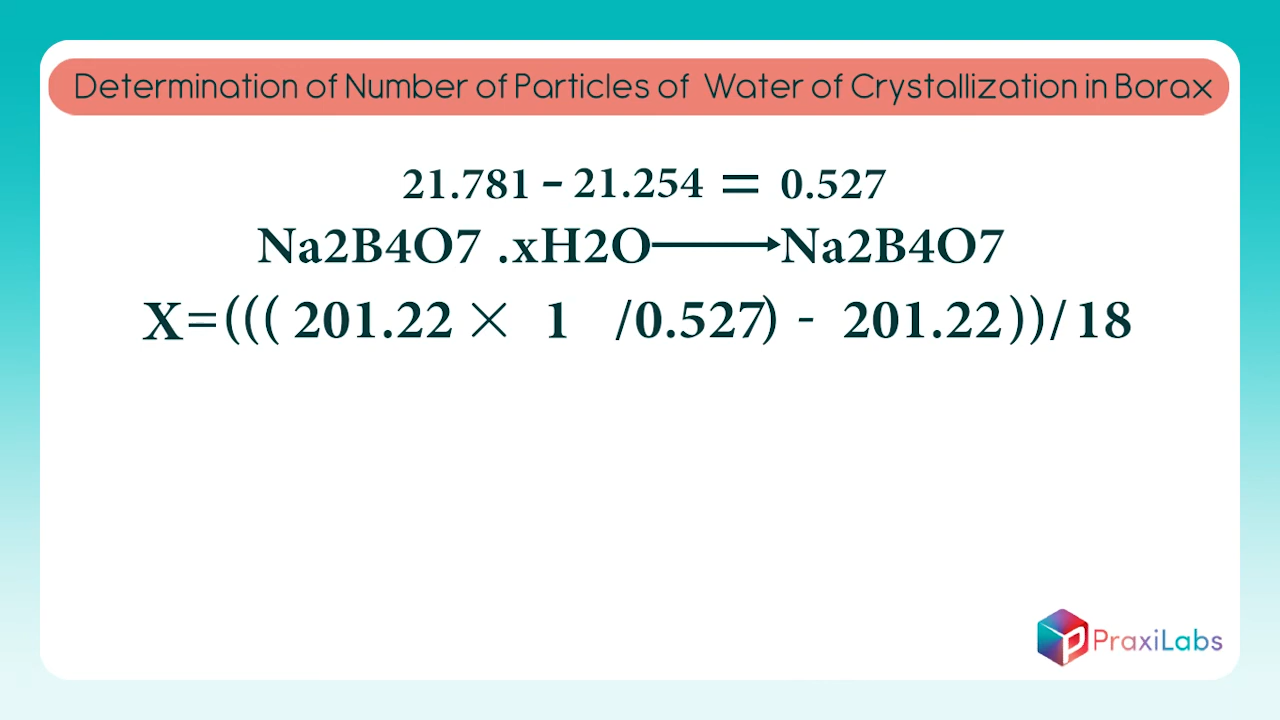 Determination of Number of Particles of Water of Crystallization in Borax
21.781 - 21.254 = 0.527
Na2B4O7 .xH2O⟶Na2B4O7
X=((( 201.22 × 1 /0.527) - 201.22))/18
PraxiLabs